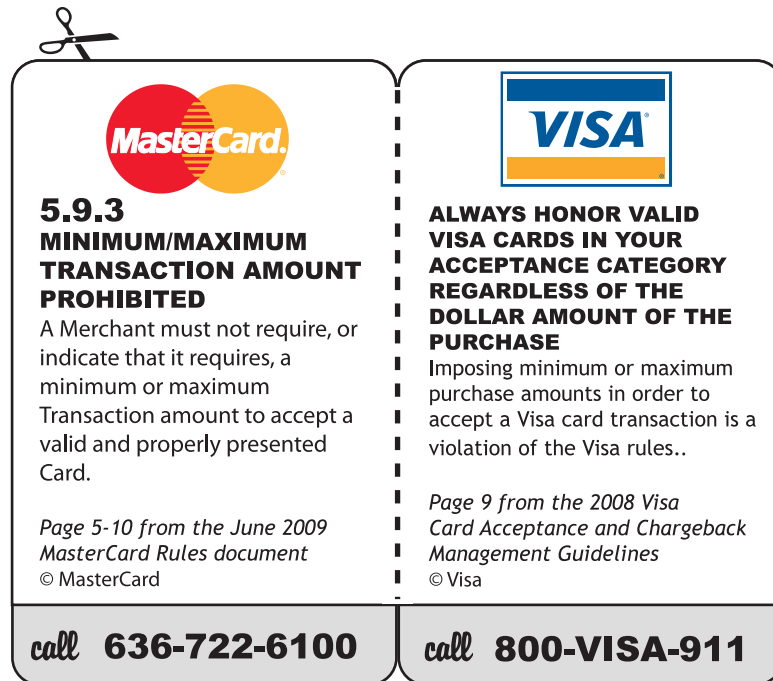 MasterCard.
5.9.3
MINIMUM/MAXIMUM
TRANSACTION AMOUNT
PROHIBITED
A Merchant must not require, or
indicate that it requires, a
minimum or maximum
Transaction amount to accept a
valid and properly presented
Card.
Page 5-10 from the June 2009
MasterCard Rules document
© MasterCard
call 636-722-6100
VISA
ALWAYS HONOR VALID
VISA CARDS IN YOUR
ACCEPTANCE CATEGORY
REGARDLESS OF THE
DOLLAR AMOUNT OF THE
PURCHASE
Imposing minimum or maximum
purchase amounts in order to
accept a Visa card transaction is a
violation of the Visa rules..
Page 9 from the 2008 Visa
Card Acceptance and Chargeback
Management Guidelines
© Visa
call 800-VISA-911